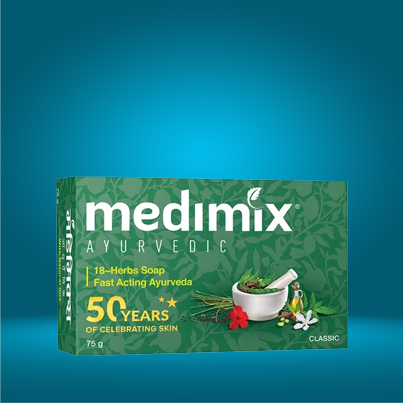 medimix®
AYURVEDIC
18~Herbs Soap
Fast Acting Ayurveda
50 YEARS
OF CELEBRATING SKIN
75 g
CLASSIC